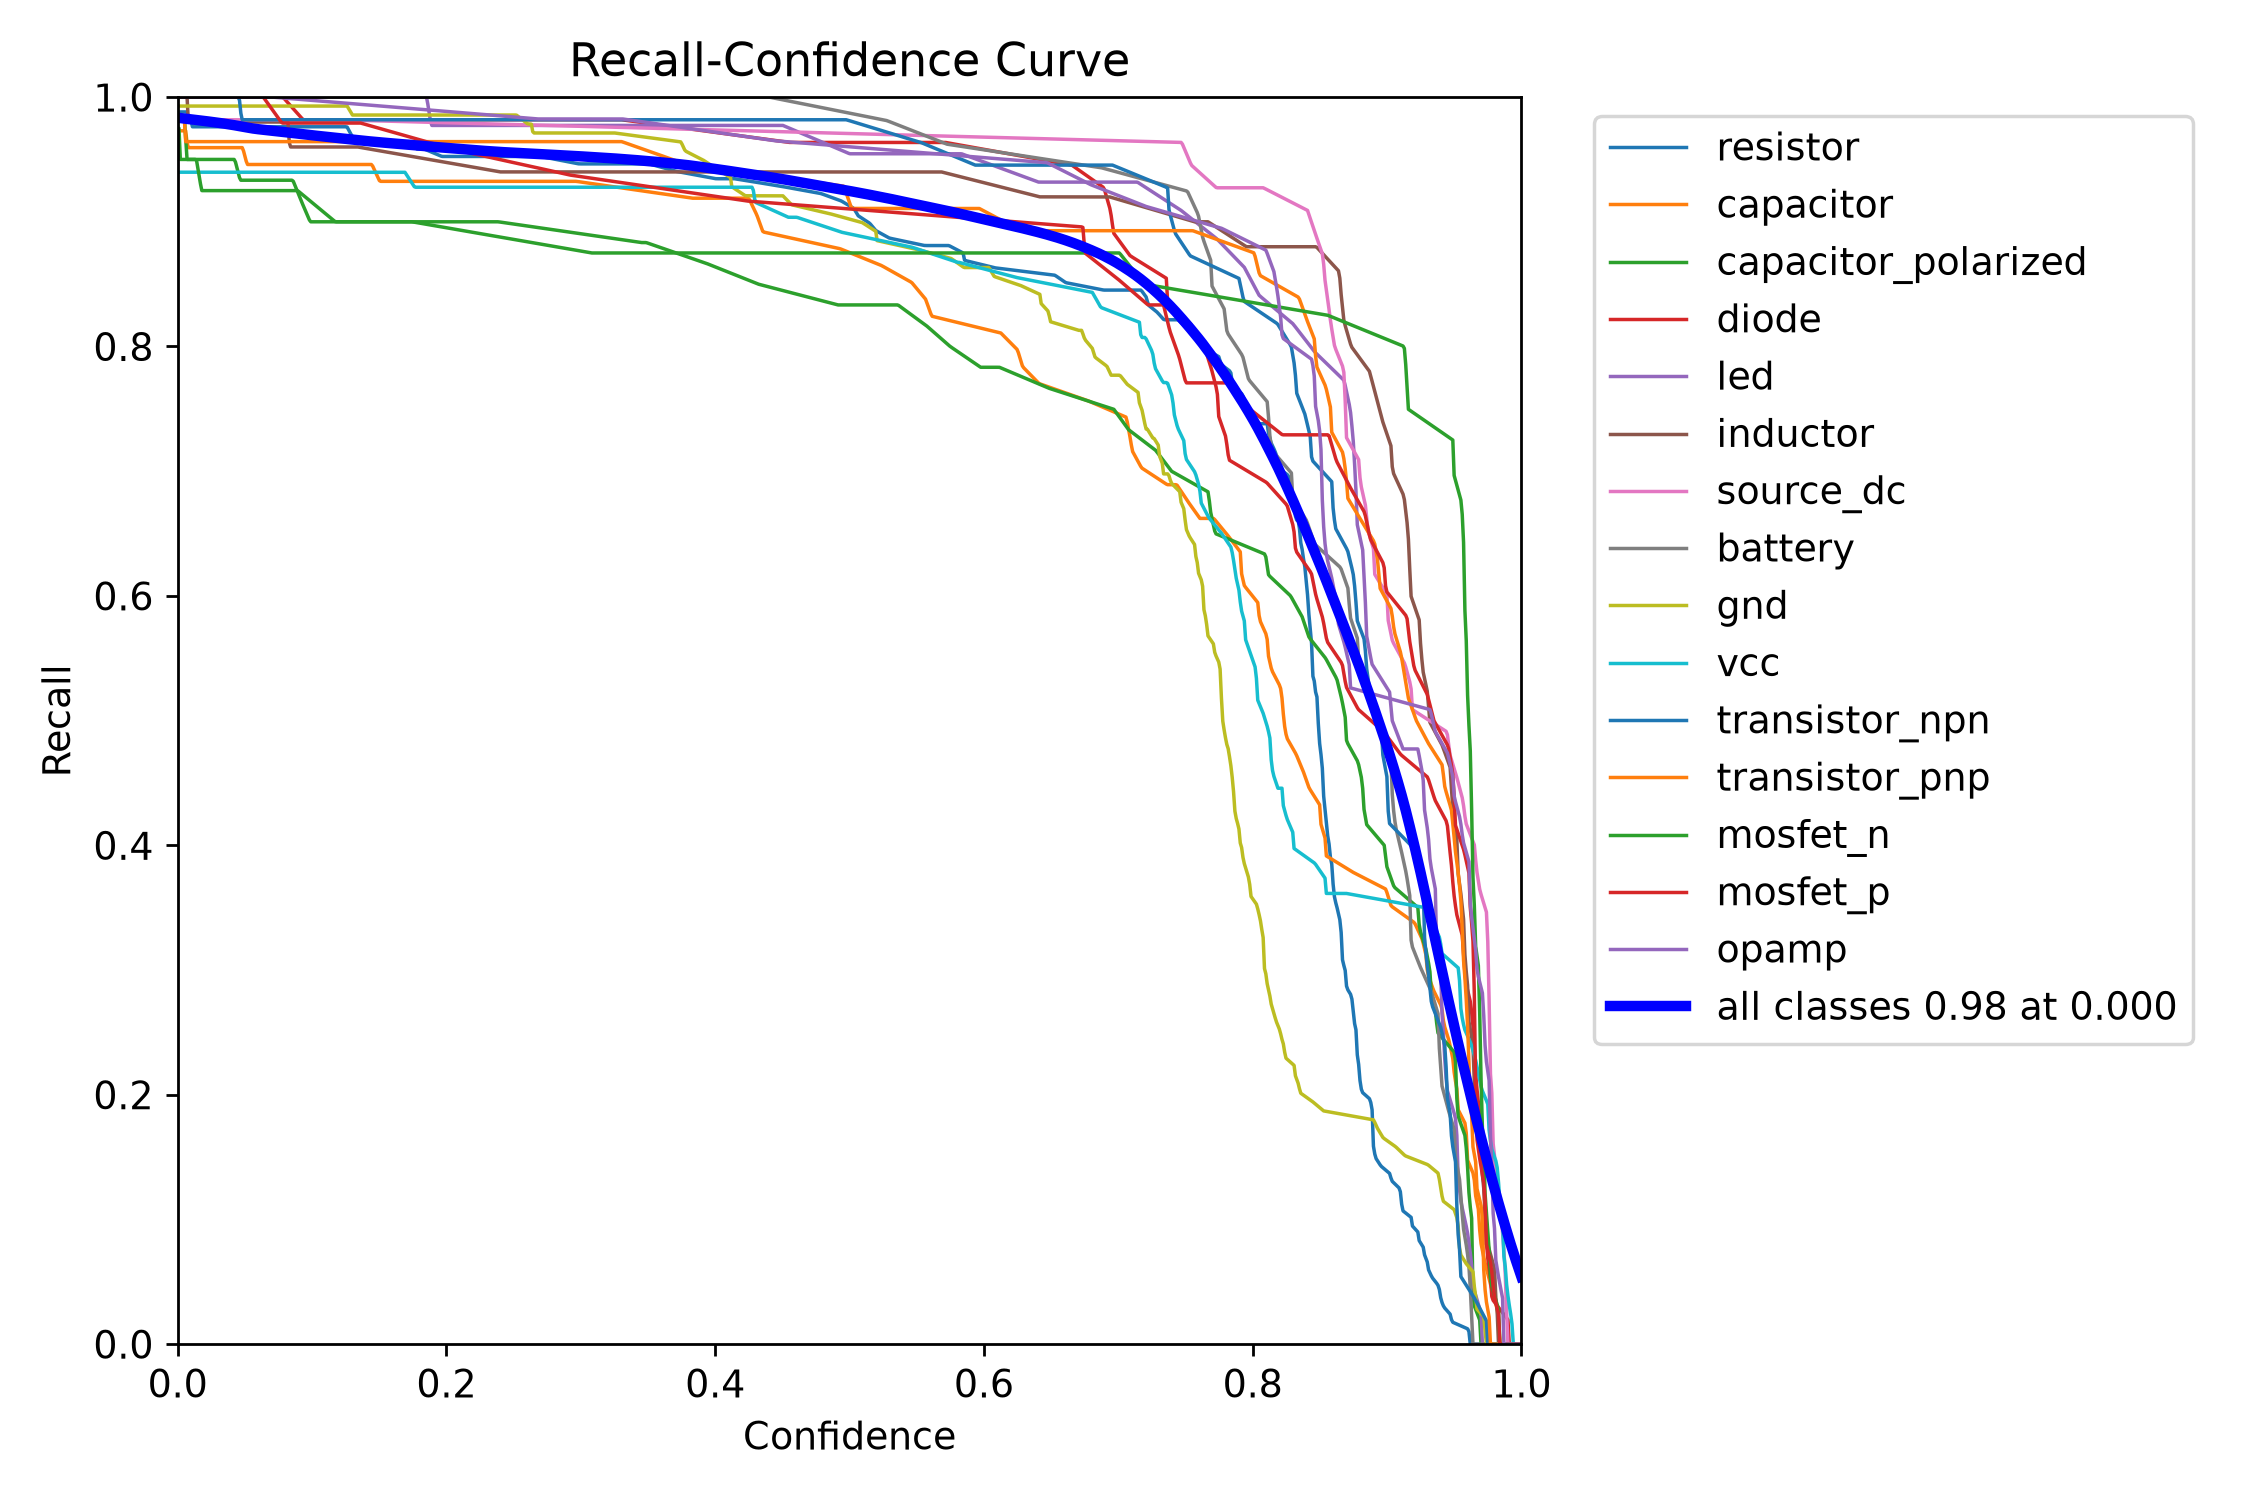 Recall-Confidence Curve
1.0
0.8
0.6
0.4
0.2
0.0
Recall
0.0 0.2 0.4 0.6 0.8 1.0
Confidence
resistor
capacitor
capacitor_polarized
diode
led
inductor
source_dc
battery
gnd
vcc
transistor_npn
transistor_pnp
mosfet_n
mosfet_p
opamp
all classes 0.98 at 0.000